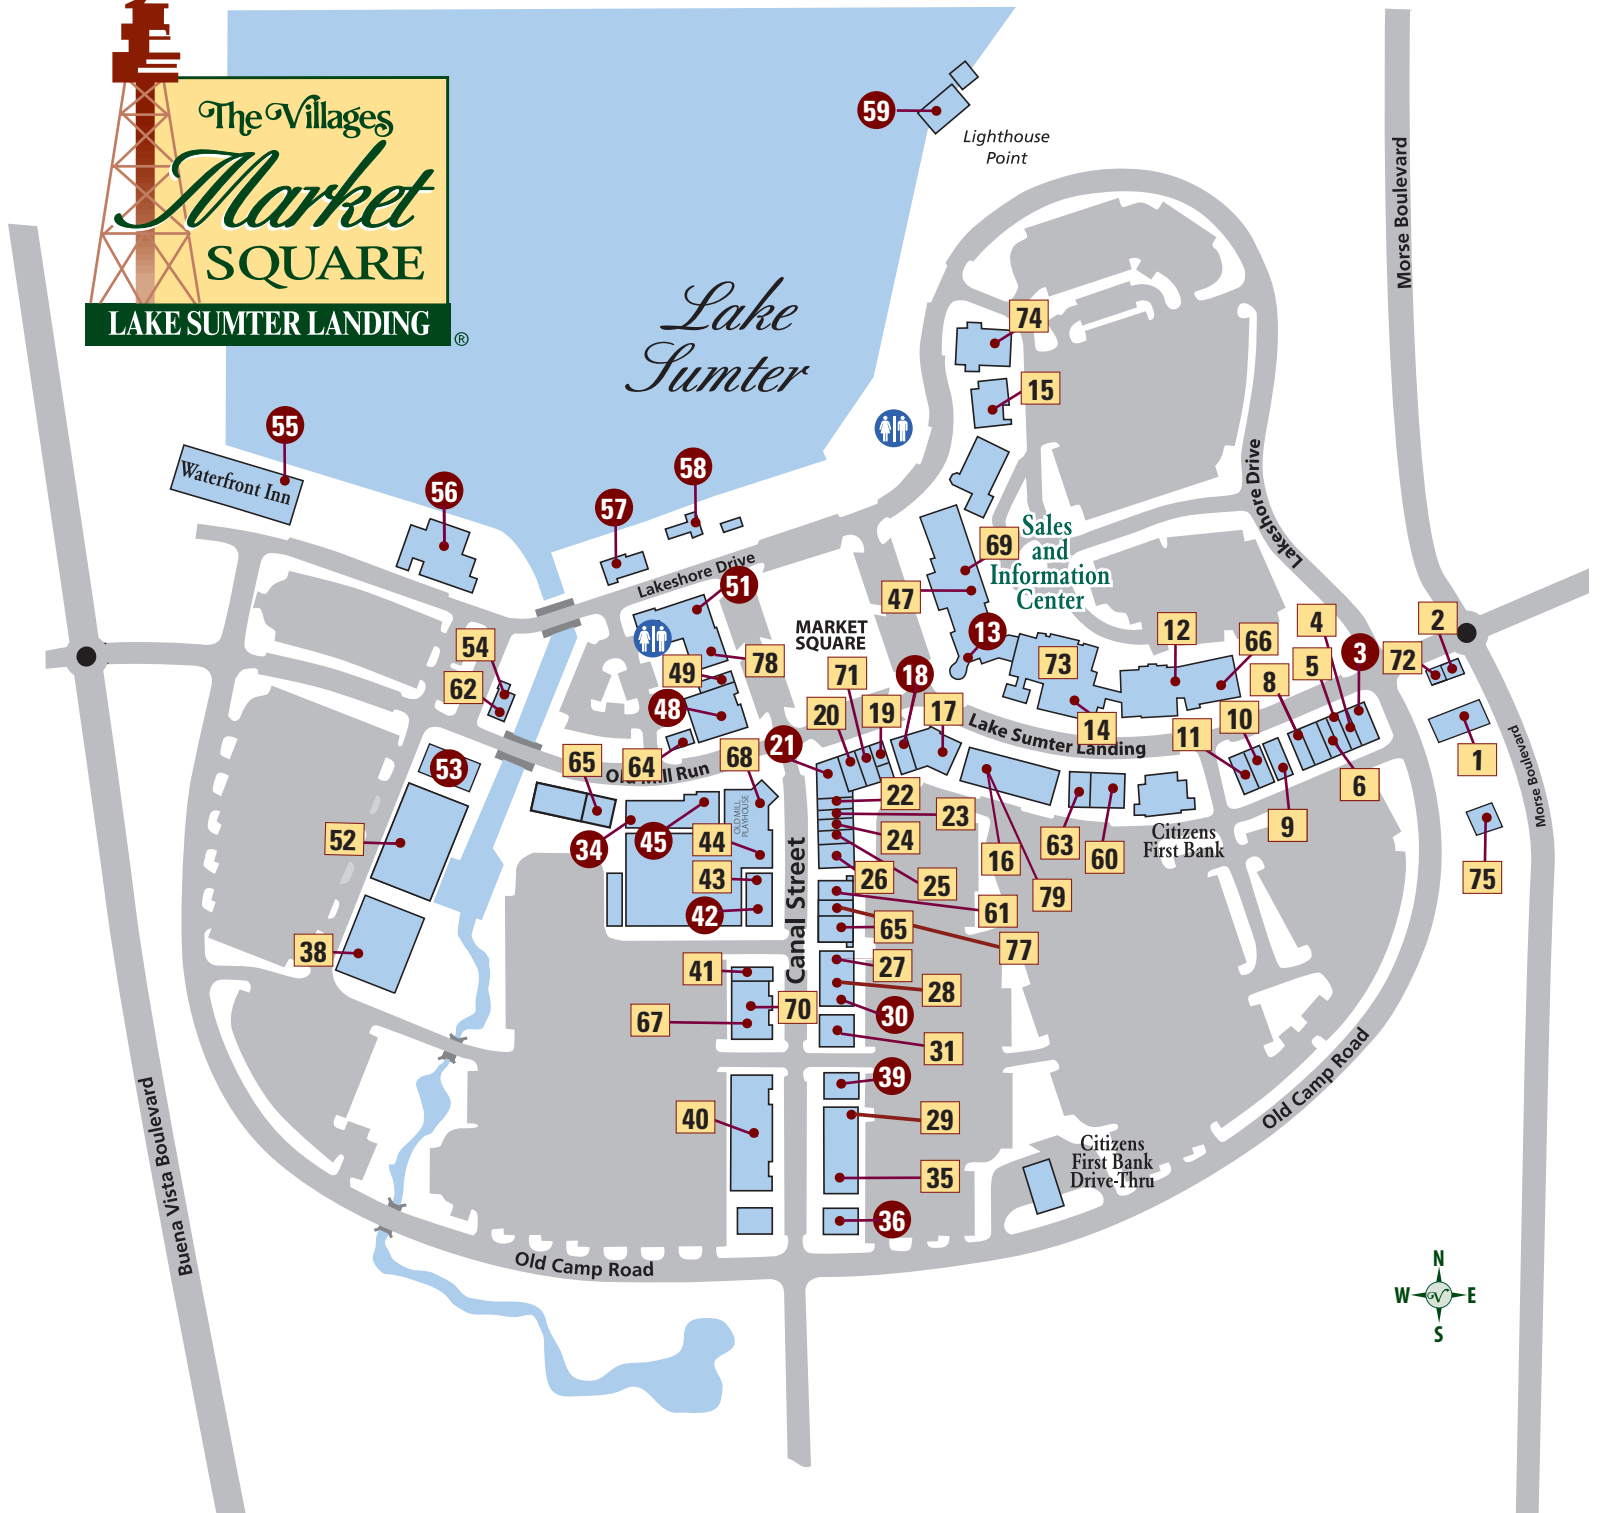 The Villages
Market
SQUARE
LAKE SUMTER LANDING
®
Lake
Sumter
59
Lighthouse
Point
Morse Boulevard
74
15
55
Waterfront Inn
56
58
57
Lakeshore Drive
Lakeshore Drive
69
Sales
and
Information
Center
47
51
13
MARKET
SQUARE
78
49
48
54
62
12
66
73
4
5
3
2
72
8
71
18
20
19
17
14
10
11
Lake Sumter Landing
21
68
64
65
Old Mill Run
53
OLD MILL
PLAYHOUSE
1
6
9
Morse Boulevard
75
22
23
24
25
26
16
79
63
60
Citizens
First Bank
52
34
45
44
43
42
Canal Street
61
65
77
38
41
70
67
27
28
30
31
39
40
29
35
36
Citizens
First Bank
Drive-Thru
Old Camp Road
Buena Vista Boulevard
Old Camp Road
N
W
V
E
S